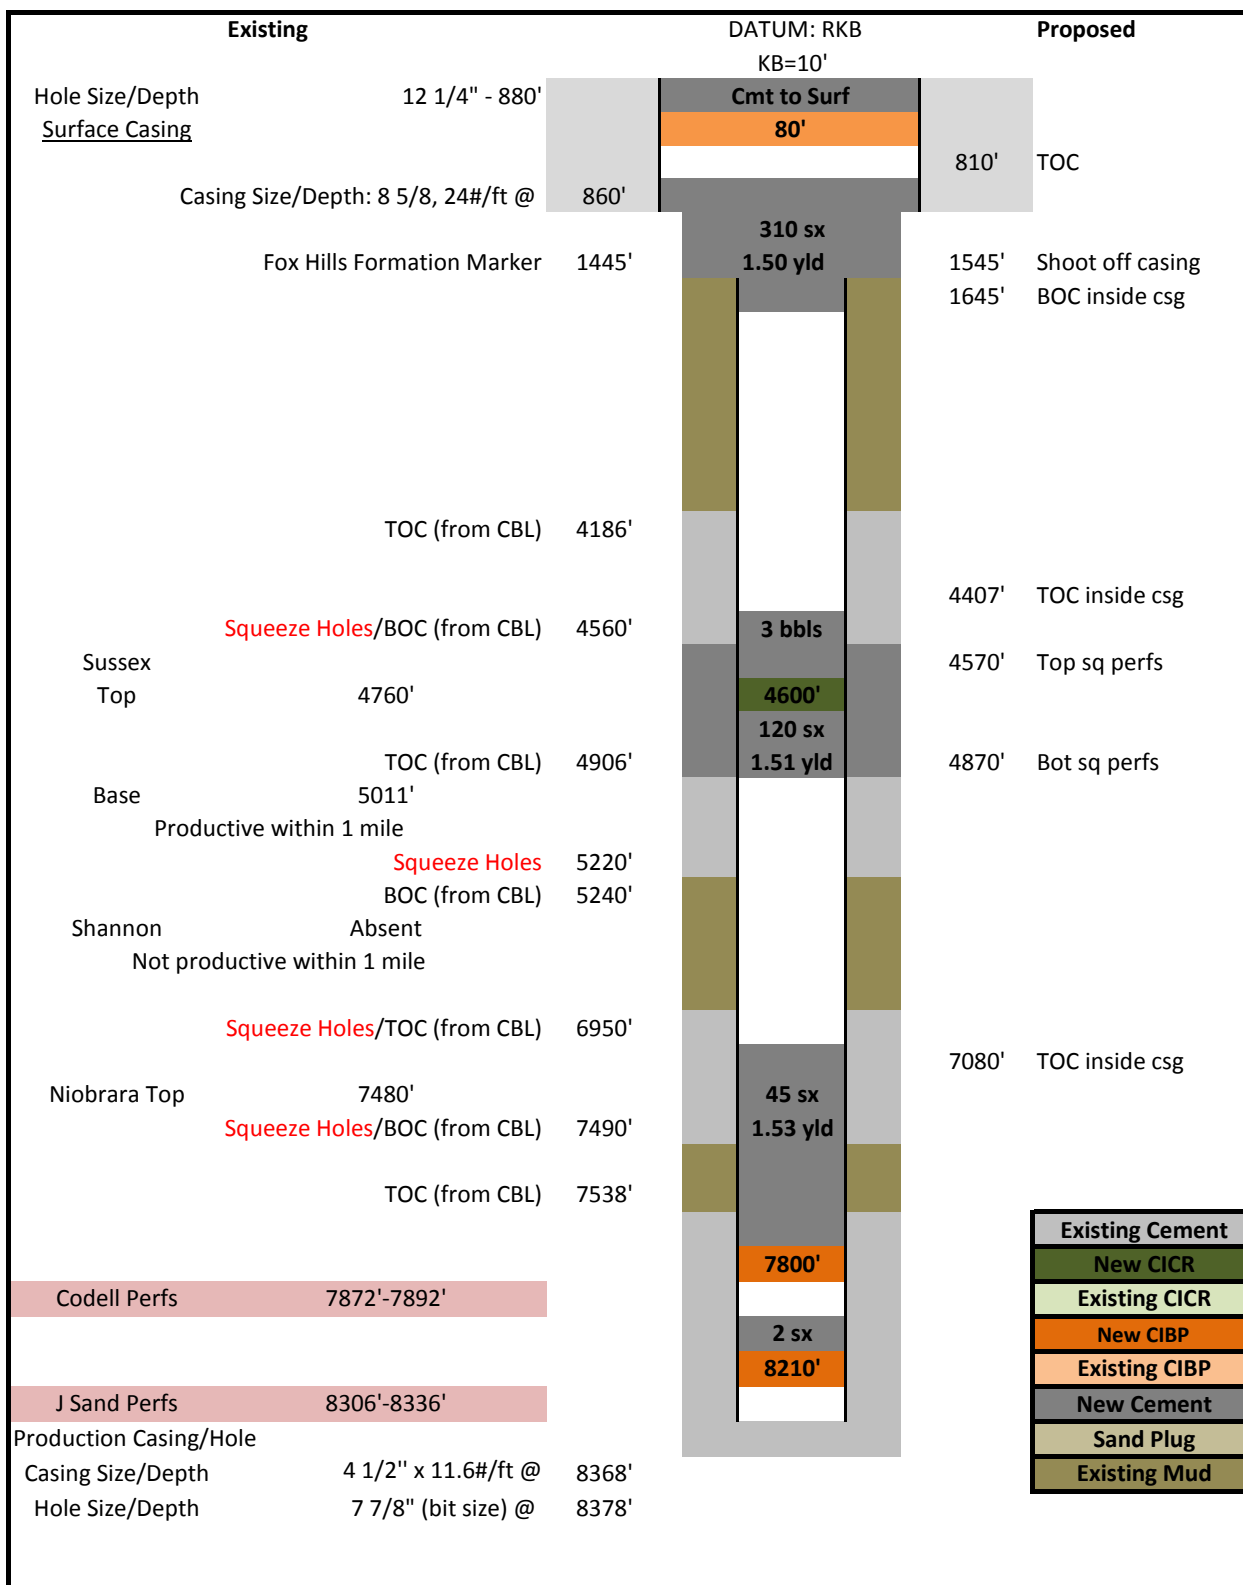 Existing DATUM: RKB Proposed
KB=10'
Hole Size/Depth 12 1/4" - 880' Cmt to Surf
Surface Casing 80'
810' TOC
Casing Size/Depth: 8 5/8, 24#/ft @ 860'
310 sx
Fox Hills Formation Marker 1445' 1.50 yld 1545' Shoot off casing
1645' BOC inside csg
TOC (from CBL) 4186'
4407' TOC inside csg
Squeeze Holes/BOC (from CBL) 4560' 3 bbls
Sussex 4570' Top sq perfs
Top 4760' 4600'
120 sx
TOC (from CBL) 4906' 1.51 yld 4870' Bot sq perfs
Base 5011'
Productive within 1 mile
Squeeze Holes 5220'
BOC (from CBL) 5240'
Shannon Absent
Not productive within 1 mile
Squeeze Holes/TOC (from CBL) 6950'
7080' TOC inside csg
Niobrara Top 7480' 45 sx
Squeeze Holes/BOC (from CBL) 7490' 1.53 yld
TOC (from CBL) 7538'
Existing Cement
7800' New CICR
Codell Perfs 7872'-7892' Existing CICR
2 sx New CIBP
8210' Existing CIBP
J Sand Perfs 8306'-8336' New Cement
Production Casing/Hole Sand Plug
Casing Size/Depth 4 1/2'' x 11.6#/ft @ 8368' Existing Mud
Hole Size/Depth 7 7/8" (bit size) @ 8378'